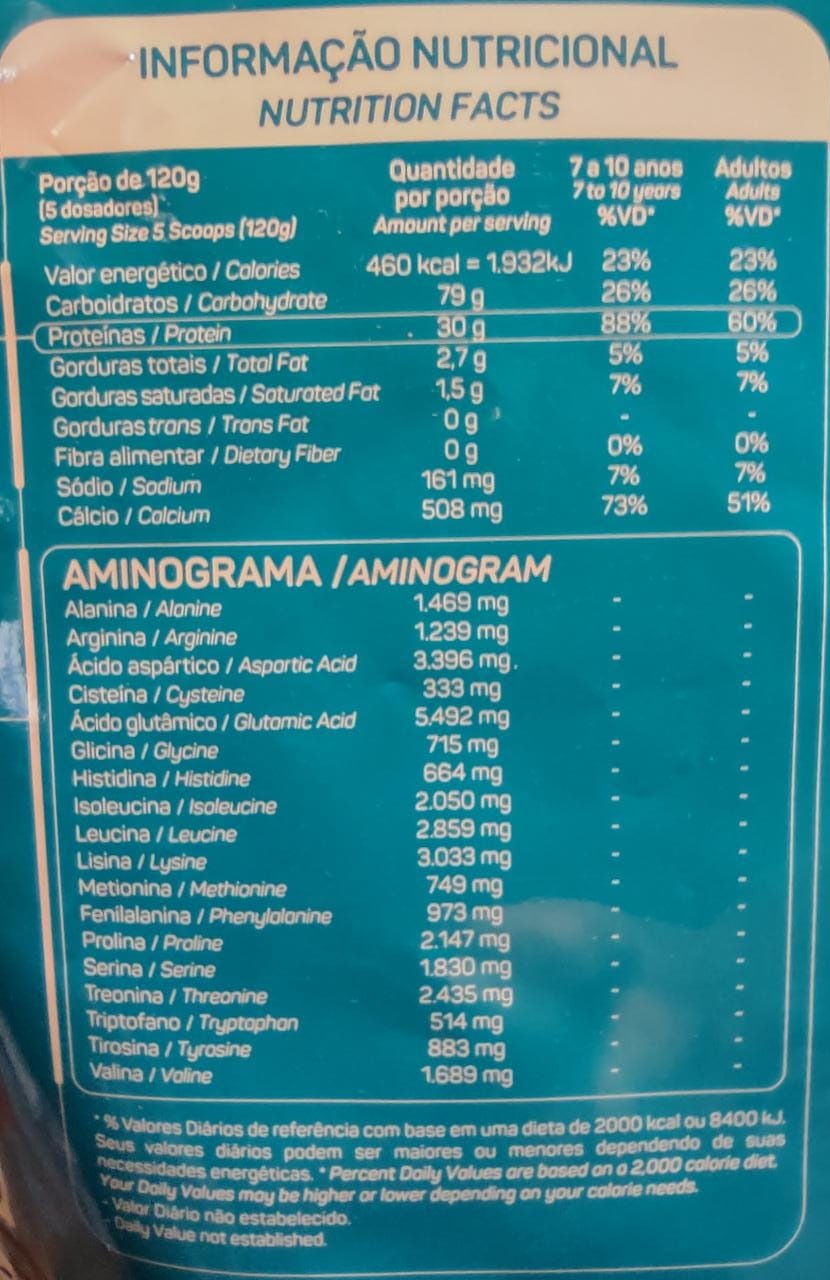 INFORMAÇÃO NUTRICIONAL
NUTRITION FACTS
Porção de 120g
(5 dosadores)
Serving Size 5 Scoops (120g)
Quantidade
por porção
Amount per serving
7 a 10 anos
7 to 10 years
%VD*
Adultos
Adults
%VD*
Valor energético / Calories 460 kcal = 1.932kJ 23% 23%
Carboidratos / Carbohydrate 79 g 26% 26%
Proteínas / Protein 30 g 88% 60%
Gorduras totais / Total Fat 2,7 g 5% 5%
Gorduras saturadas / Saturated Fat 1,5 g 7% 7%
Gorduras trans / Trans Fat 0 g - -
Fibra alimentar / Dietary Fiber 0 g 0% 0%
Sódio / Sodium 161 mg 7% 7%
Cálcio / Calcium 508 mg 73% 51%
AMINOGRAMA / AMINOGRAM
Alanina / Alanine 1.469 mg - -
Arginina / Arginine 1.239 mg - -
Ácido aspártico / Aspartic Acid 3.396 mg. - -
Cisteína / Cysteine 333 mg - -
Ácido glutâmico / Glutamic Acid 5.492 mg - -
Glicina / Glycine 715 mg - -
Histidina / Histidine 664 mg - -
Isoleucina / Isoleucine 2.050 mg - -
Leucina / Leucine 2.859 mg - -
Lisina / Lysine 3.033 mg - -
Metionina / Methionine 749 mg - -
Fenilalanina / Phenylalanine 973 mg - -
Prolina / Proline 2.147 mg - -
Serina / Serine 1.830 mg - -
Treonina / Threonine 2.435 mg - -
Triptofano / Tryptophan 514 mg - -
Tirosina / Tyrosine 883 mg - -
Valina / Valine 1.689 mg - -
* % Valores Diários de referência com base em uma dieta de 2000 kcal ou 8400 kJ.
Seus valores diários podem ser maiores ou menores dependendo de suas
necessidades energéticas. * Percent Daily Values are based on a 2,000 calorie diet.
Your Daily Values may be higher or lower depending on your calorie needs.
- Valor Diário não estabelecido.
- Daily Value not established.